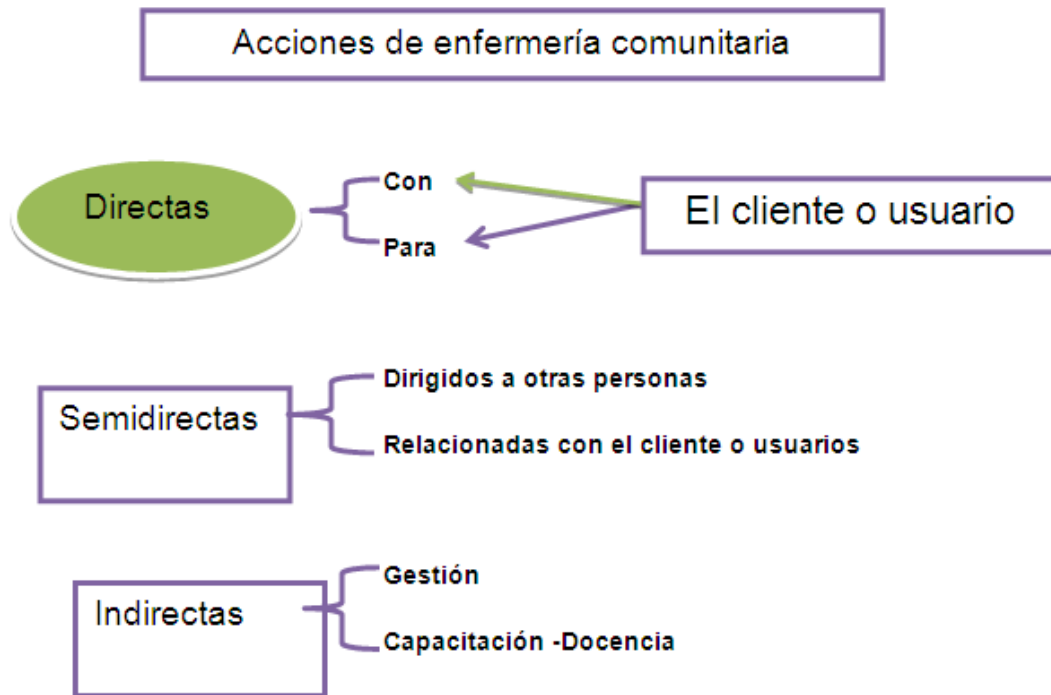 Acciones de enfermería comunitaria
Directas
Con
Para
El cliente o usuario
Semidirectas
Dirigidos a otras personas
Relacionadas con el cliente o usuarios
Indirectas
Gestión
Capacitación -Docencia